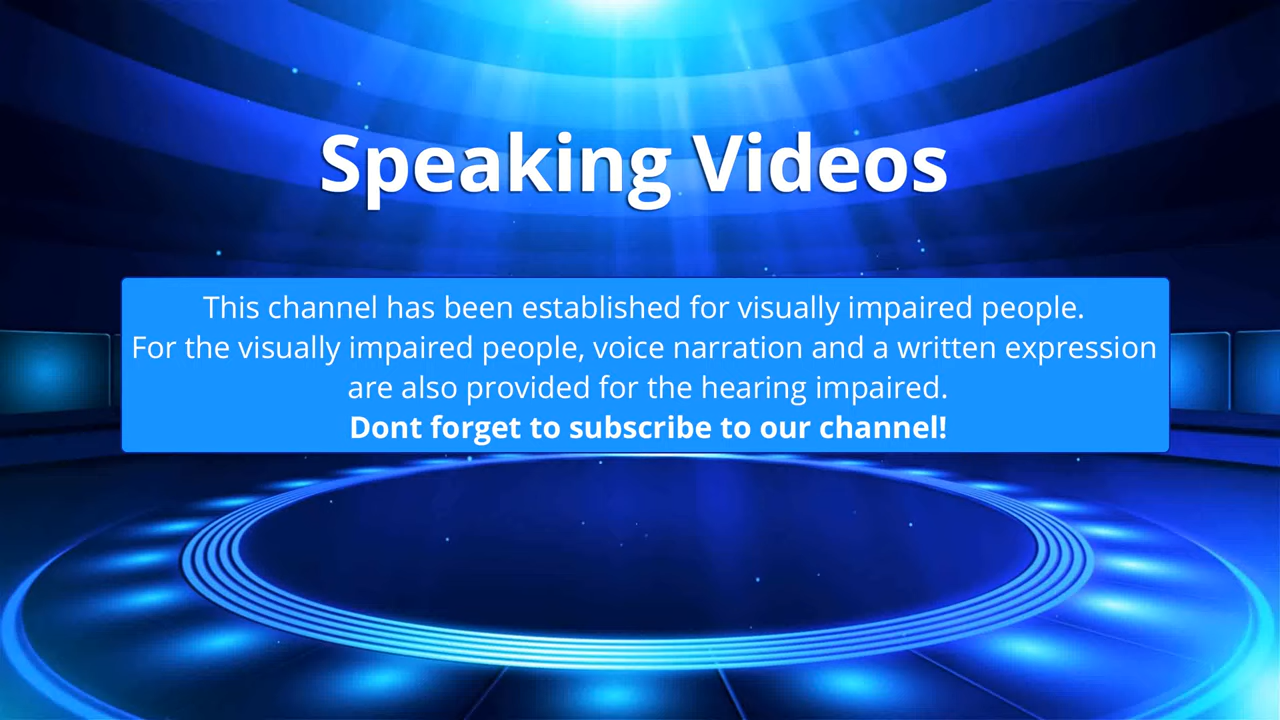 Speaking Videos
This channel has been established for visually impaired people.
For the visually impaired people, voice narration and a written expression
are also provided for the hearing impaired.
Dont forget to subscribe to our channel!